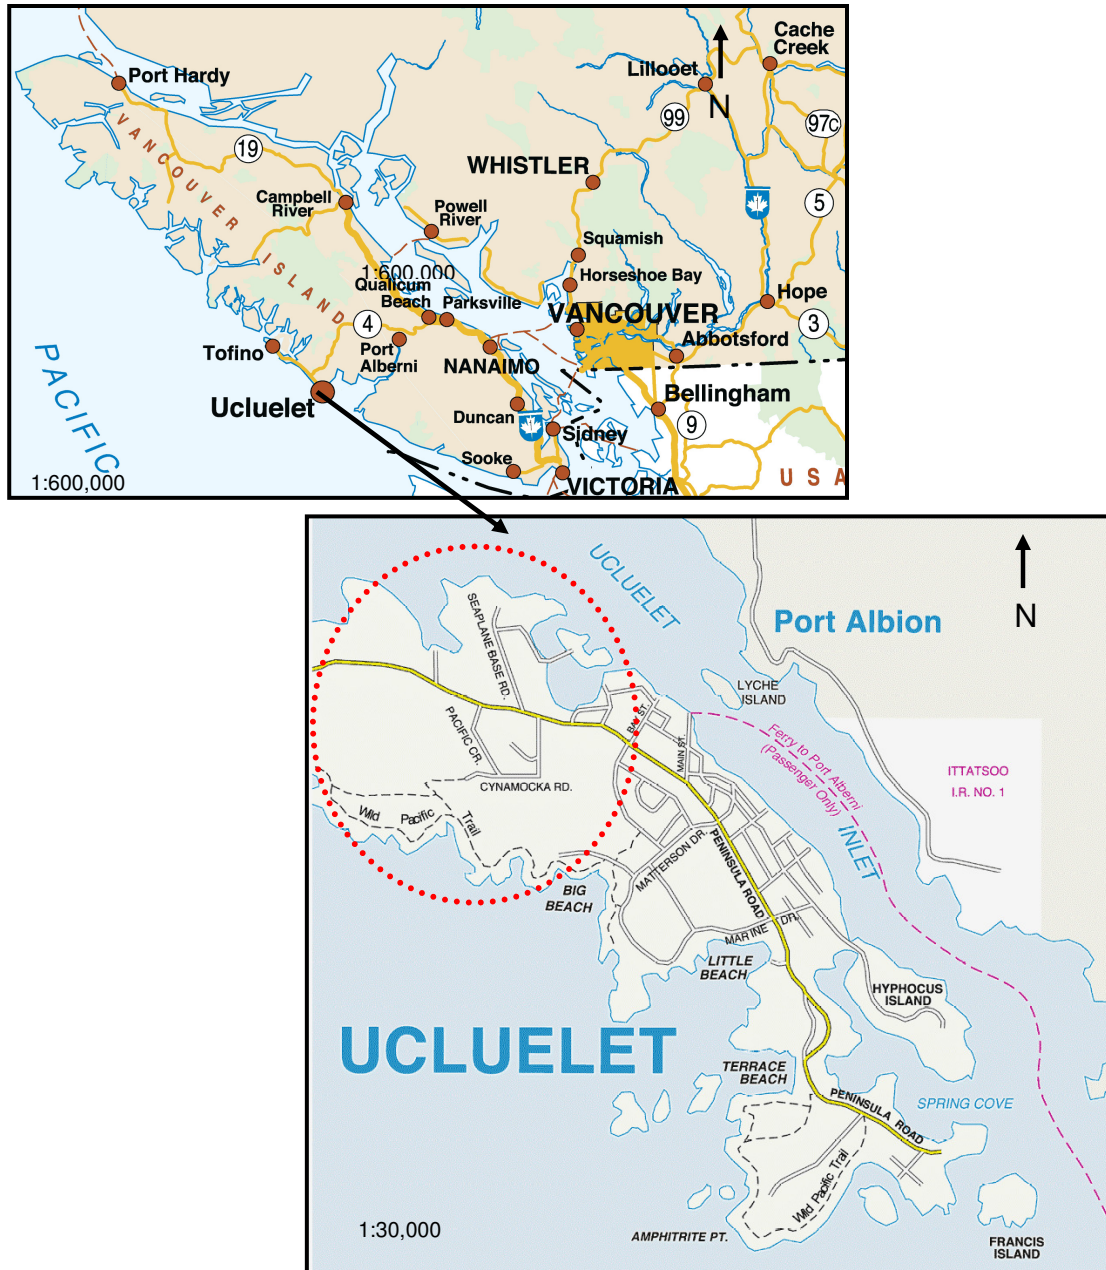 Cache
Creek
Port Hardy
Lillooet
N
99
97C
VANCOUVER
ISLAND
19
WHISTLER
Campbell
River
Powell
River
5
1
Squamish
1:600.000
Horseshoe Bay
Qualicum
Beach
Parksville
Hope
VANCOUVER
4
3
Tofino
Port
Alberni
NANAIMO
Abbotsford
PACIFIC
Ucluelet
Duncan
1
Bellingham
9
Sidney
Sooke
1:600,000
VICTORIA
USA
UCLUELET
INLET
N
Port Albion
SEAPLANE BASE RD.
LYCHE
ISLAND
PACIFIC CR.
BAY ST.
MAIN ST.
Ferry to Port Alberni
(Passenger Only)
ITTATSOO
I.R. NO. 1
CYNAMOCKA RD.
Wild Pacific Trail
MATTERSON DR.
PENINSULA ROAD
BIG
BEACH
MARINE DR.
LITTLE
BEACH
HYPHOCUS
ISLAND
UCLUELET
TERRACE
BEACH
PENINSULA ROAD
SPRING COVE
Wild Pacific Trail
1:30,000
AMPHITRITE PT.
FRANCIS
ISLAND